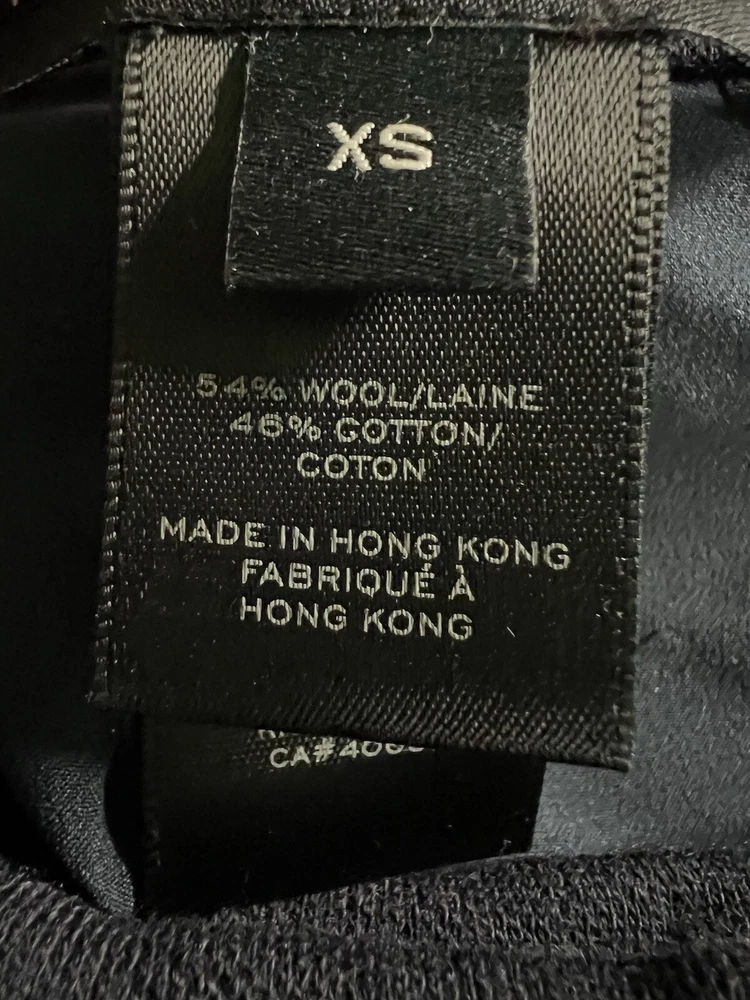 XS
54% WOOL/LAINE
46% COTTON/
COTON
MADE IN HONG KONG
FABRIQUÉ À
HONG KONG